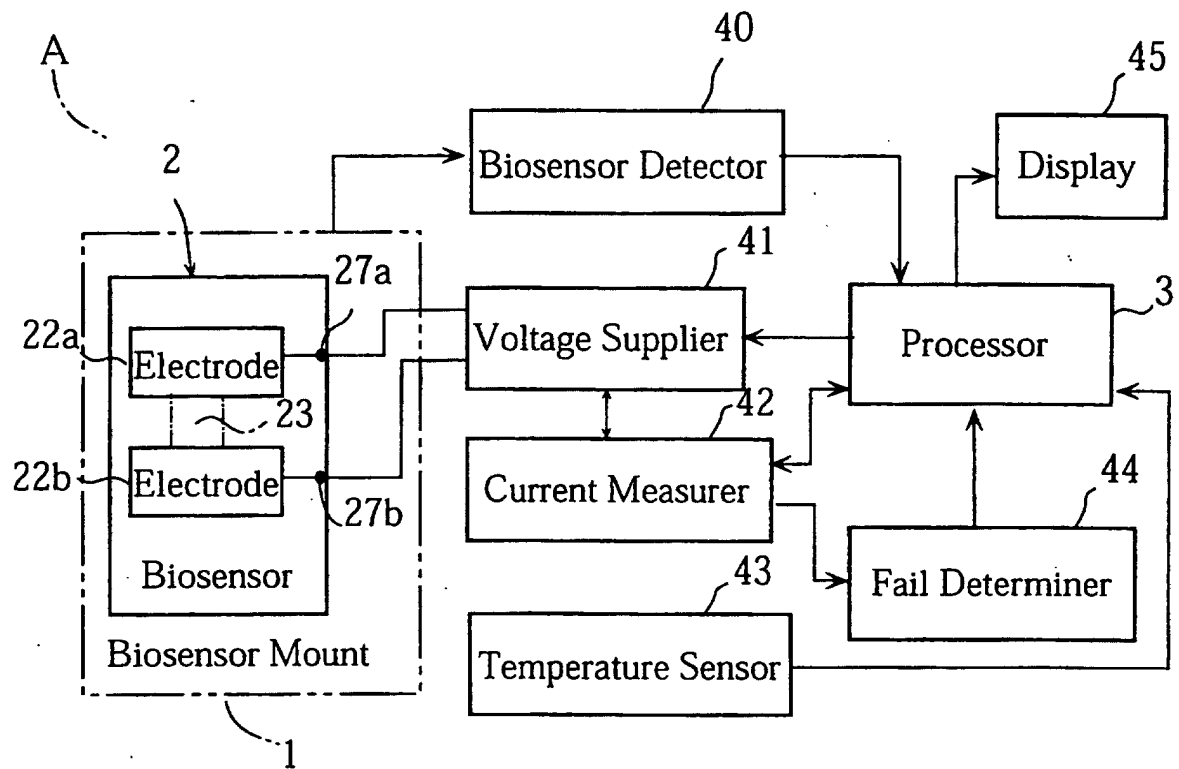 A
40
45
Biosensor Detector
Display
2
27a
41
3
22a
Electrode
Voltage Supplier
Processor
23
42
22b
Electrode
27b
Current Measurer
44
Biosensor
43
Fail Determiner
Biosensor Mount
Temperature Sensor
1